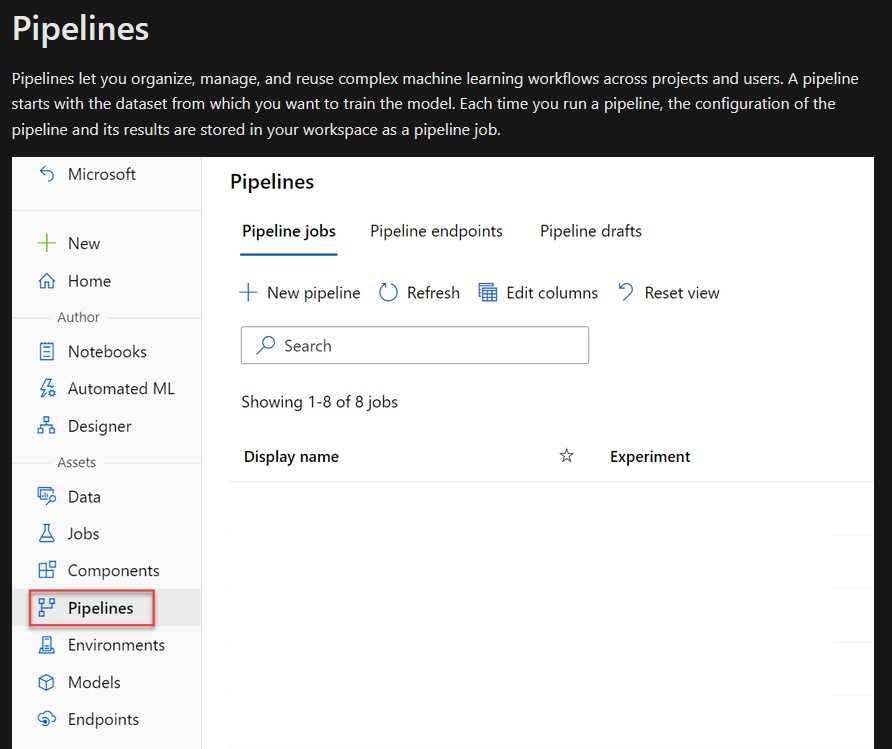 Pipelines
Pipelines let you organize, manage, and reuse complex machine learning workflows across projects and users. A pipeline
starts with the dataset from which you want to train the model. Each time you run a pipeline, the configuration of the
pipeline and its results are stored in your workspace as a pipeline job.
Microsoft
New
Home
Author
Notebooks
Automated ML
Designer
Assets
Data
Jobs
Components
Pipelines
Environments
Models
Endpoints
Pipelines
Pipeline jobs Pipeline endpoints Pipeline drafts
New pipeline Refresh Edit columns Reset view
Search
Showing 1-8 of 8 jobs
Display name Experiment